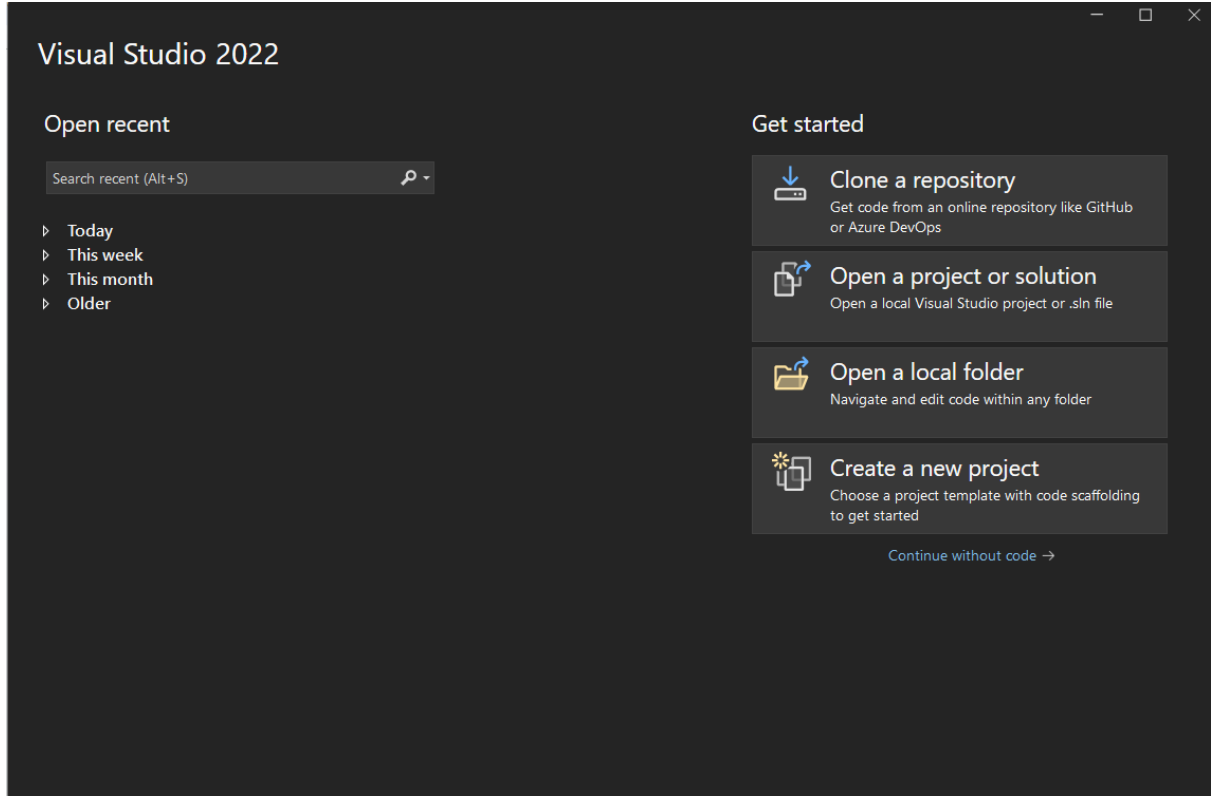 Visual Studio 2022
Open recent
Search recent (Alt+S)
Today
This week
This month
Older
Get started
Clone a repository
Get code from an online repository like GitHub
or Azure DevOps
Open a project or solution
Open a local Visual Studio project or .sln file
Open a local folder
Navigate and edit code within any folder
Create a new project
Choose a project template with code scaffolding
to get started
Continue without code →